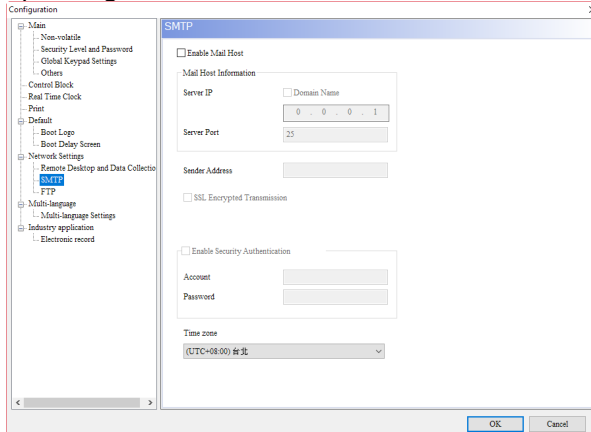 Configuration
Main
Non-volatile
Security Level and Password
Global Keypad Settings
Others
Control Block
Real Time Clock
Print
Default
Boot Logo
Boot Delay Screen
Network Settings
Remote Desktop and Data Collectio
SMTP
FTP
Multi-language
Multi-language Settings
Industry application
Electronic record
SMTP
Enable Mail Host
Mail Host Information
Server IP
Domain Name
0 . 0 . 0 . 1
Server Port
25
Sender Address
SSL Encrypted Transmission
Enable Security Authentication
Account
Password
Time zone
(UTC+08:00) 台北
OK
Cancel